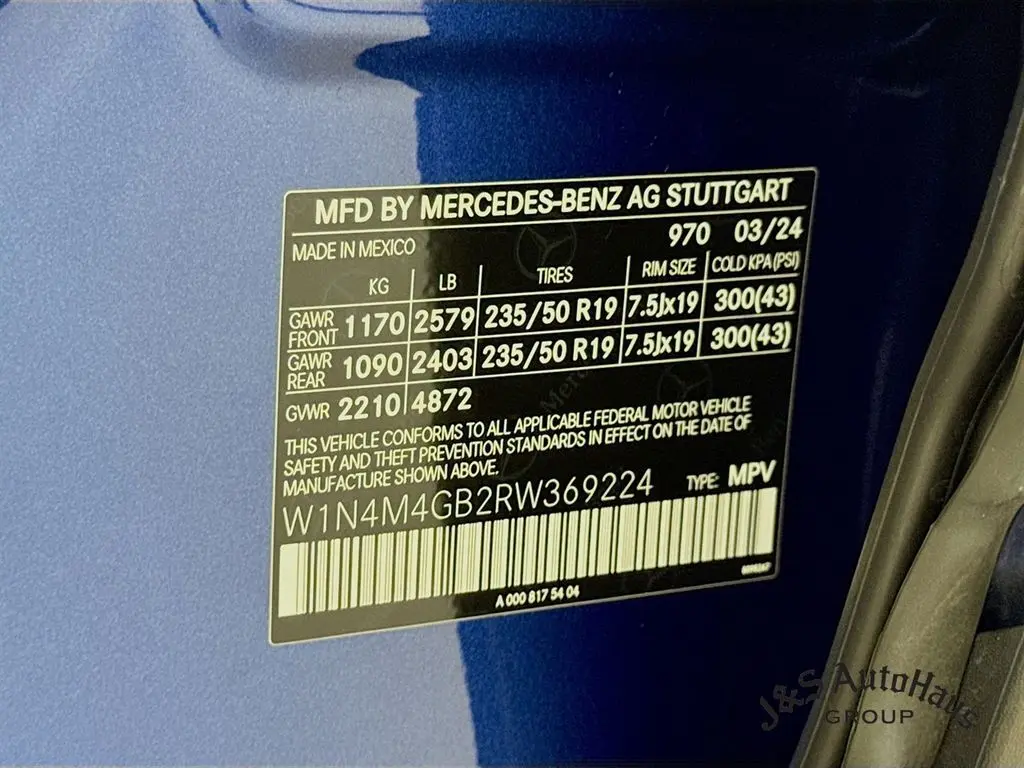 MFD BY MERCEDES-BENZ AG STUTTGART
MADE IN MEXICO 970 03/24
KG LB TIRES RIM SIZE COLD KPA (PSI)
GAWR FRONT 1170 2579 235/50 R19 7.5Jx19 300(43)
GAWR REAR 1090 2403 235/50 R19 7.5Jx19 300(43)
GVWR 2210 4872
THIS VEHICLE CONFORMS TO ALL APPLICABLE FEDERAL MOTOR VEHICLE
SAFETY AND THEFT PREVENTION STANDARDS IN EFFECT ON THE DATE OF
MANUFACTURE SHOWN ABOVE.
W1N4M4GB2RW369224 TYPE: MPV
A 000 817 54 04
J&S AutoHaus
GROUP